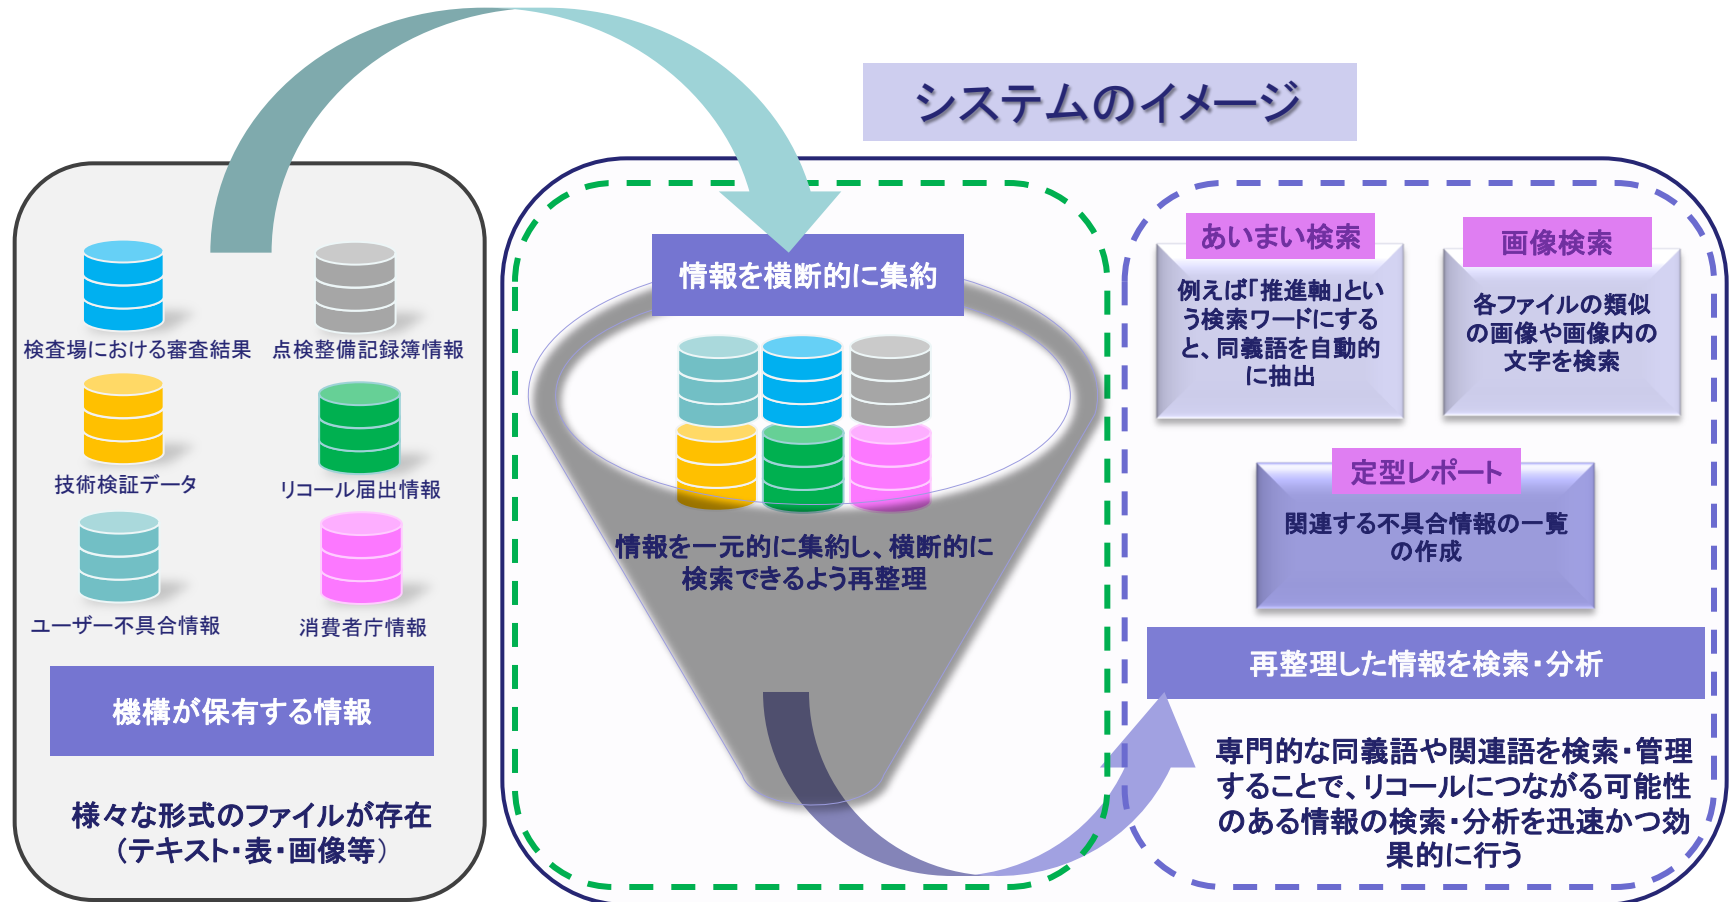 システムのイメージ
検査場における審査結果
点検整備記録簿情報
技術検証データ
リコール届出情報
ユーザー不具合情報
消費者庁情報
機構が保有する情報
様々な形式のファイルが存在
（テキスト・表・画像等）
情報を横断的に集約
情報を一元的に集約し、横断的に
検索できるよう再整理
あいまい検索
例えば「推進軸」とい
う検索ワードにする
と、同義語を自動的
に抽出
画像検索
各ファイルの類似
の画像や画像内の
文字を検索
定型レポート
関連する不具合情報の一覧
の作成
再整理した情報を検索・分析
専門的な同義語や関連語を検索・管理
することで、リコールにつながる可能性
のある情報の検索・分析を迅速かつ効
果的に行う